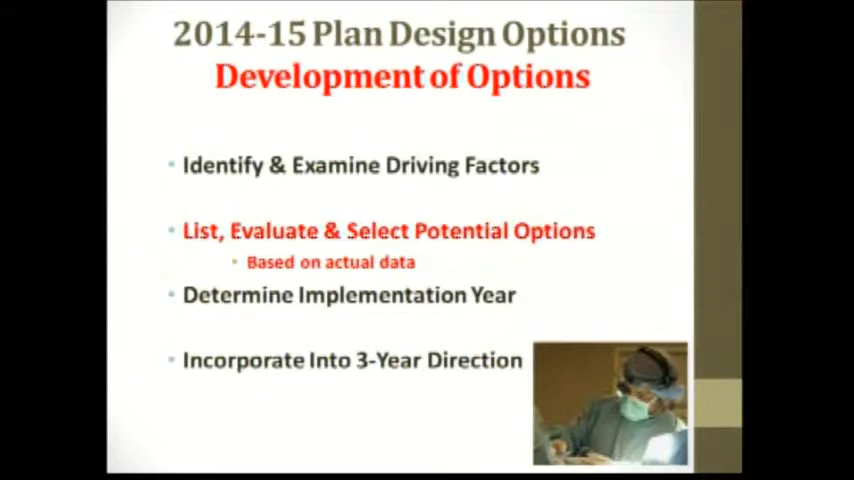 2014-15 Plan Design Options
Development of Options
Identify & Examine Driving Factors
List, Evaluate & Select Potential Options
Based on actual data
Determine Implementation Year
Incorporate Into 3-Year Direction